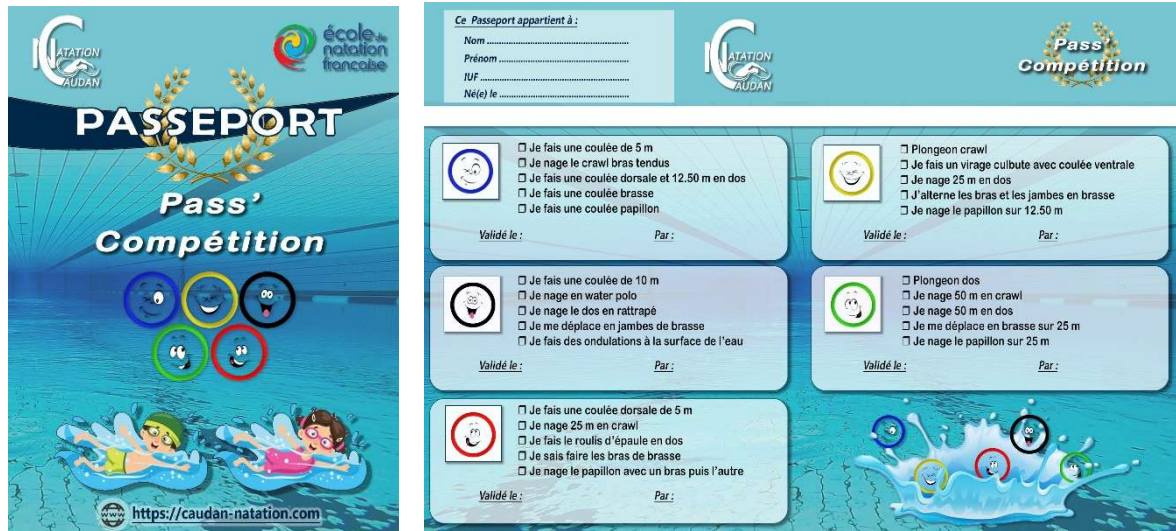 NATATION
CAUDAN
école de
natation
française
PASSEPORT
Pass'
Compétition
https://caudan-natation.com
Ce Passeport appartient à :
Nom ..................................................
Prénom ..................................................
IUF ..................................................
Né(e) le ..................................................
NATATION
CAUDAN
Pass'
Compétition
❒ Je fais une coulée de 5 m
❒ Je nage le crawl bras tendus
❒ Je fais une coulée dorsale et 12.50 m en dos
❒ Je fais une coulée brasse
❒ Je fais une coulée papillon
Validé le : Par :
❒ Plongeon crawl
❒ Je fais un virage culbute avec coulée ventrale
❒ Je nage 25 m en dos
❒ J'alterne les bras et les jambes en brasse
❒ Je nage le papillon sur 12.50 m
Validé le : Par :
❒ Je fais une coulée de 10 m
❒ Je nage en water polo
❒ Je nage le dos en rattrapé
❒ Je me déplace en jambes de brasse
❒ Je fais des ondulations à la surface de l'eau
Validé le : Par :
❒ Plongeon dos
❒ Je nage 50 m en crawl
❒ Je nage 50 m en dos
❒ Je me déplace en brasse sur 25 m
❒ Je nage le papillon sur 25 m
Validé le : Par :
❒ Je fais une coulée dorsale de 5 m
❒ Je nage 25 m en crawl
❒ Je fais le roulis d'épaule en dos
❒ Je sais faire les bras de brasse
❒ Je nage le papillon avec un bras puis l'autre
Validé le : Par :